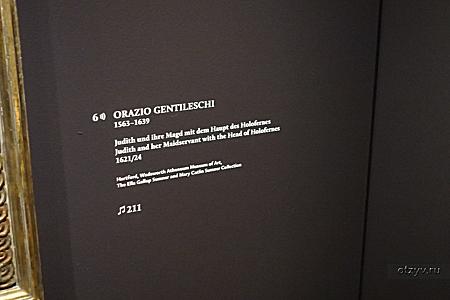 6 ORAZIO GENTILESCHI
1563–1639
Judith und ihre Magd mit dem Haupt des Holofernes
Judith and her Maidservant with the Head of Holofernes
1621/24
Hartford, Wadsworth Atheneum Museum of Art,
The Ella Gallup Sumner and Mary Catlin Sumner Collection
♫ 211
otzyv.ru